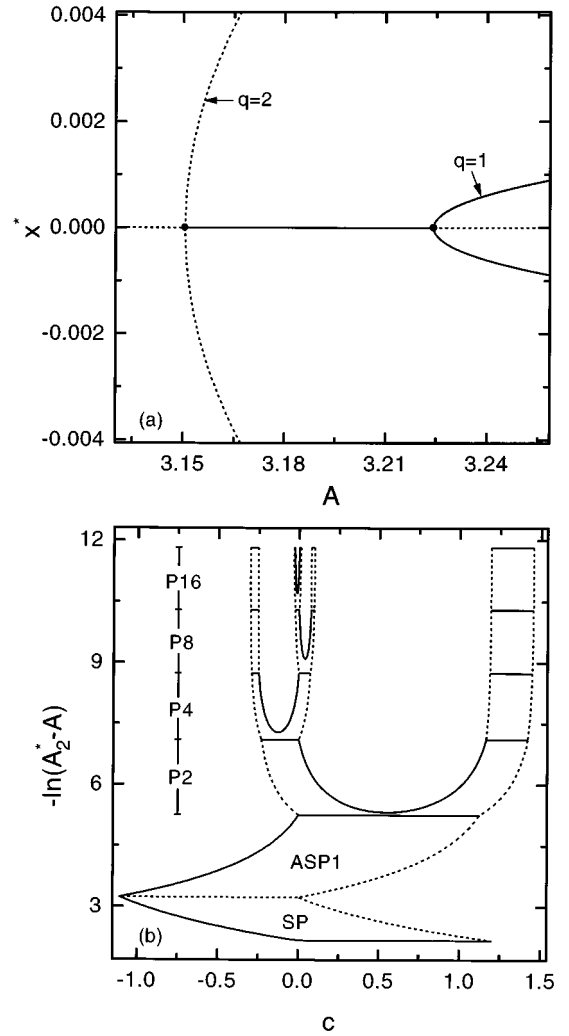 0.004
q=2
0.002
q=1
x*
0.000
-0.002
(a)
-0.004
3.15 3.18 3.21 3.24
A
12
P16
P8
9
P4
-ln(A*2-A)
P2
6
ASP1
3
SP
(b)
-1.0 -0.5 0.0 0.5 1.0 1.5
c